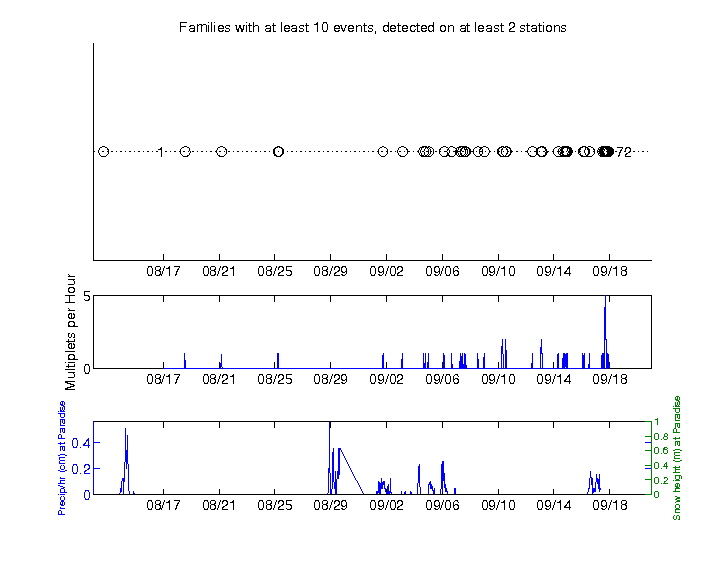 Families with at least 10 events, detected on at least 2 stations
1 72
08/17 08/21 08/25 08/29 09/02 09/06 09/10 09/14 09/18
Multiplets per Hour
5
0
08/17 08/21 08/25 08/29 09/02 09/06 09/10 09/14 09/18
Precip/hr (cm) at Paradise
0.4
0.2
0
1
0.8
0.6
0.4
0.2
0
Snow height (m) at Paradise
08/17 08/21 08/25 08/29 09/02 09/06 09/10 09/14 09/18